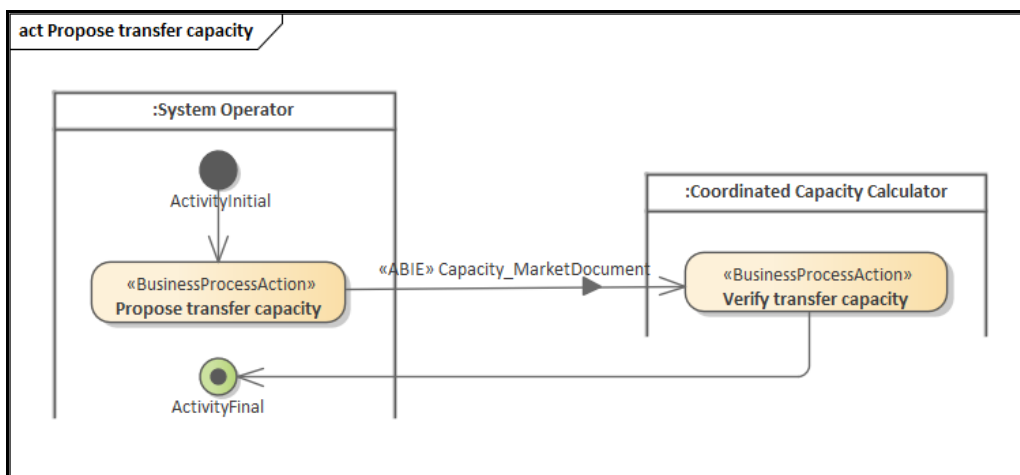 act Propose transfer capacity
:System Operator
ActivityInitial
:Coordinated Capacity Calculator
«ABIE» Capacity_MarketDocument
«BusinessProcessAction»
Propose transfer capacity
«BusinessProcessAction»
Verify transfer capacity
ActivityFinal